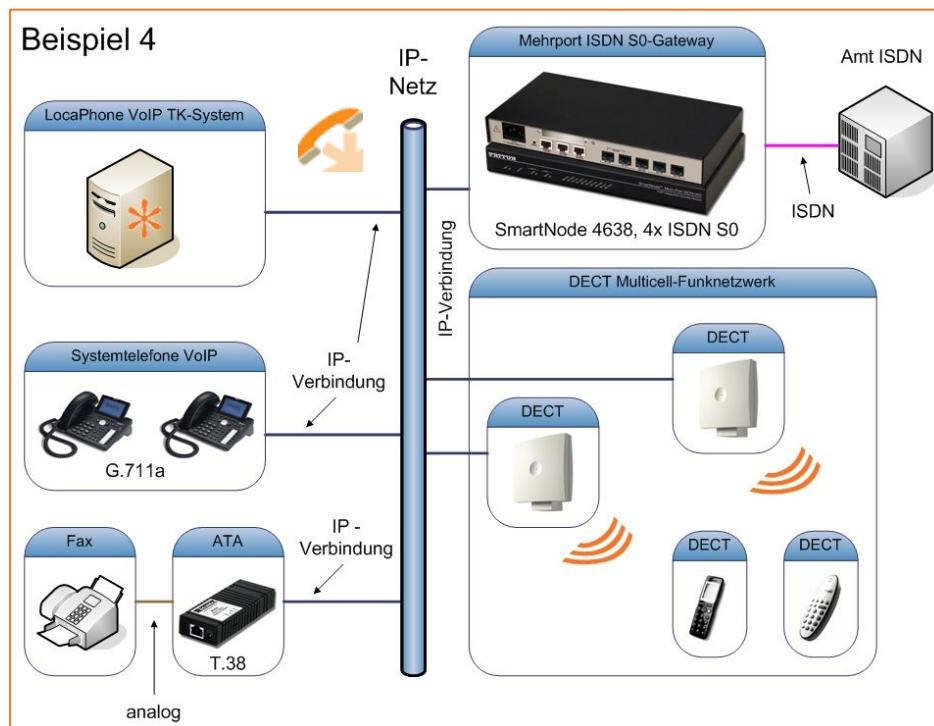 Beispiel 4
IP-
Netz
Mehrport ISDN S0-Gateway
Amt ISDN
LocaPhone VoIP TK-System
PATTON
SmartNode 4638, 4x ISDN S0
ISDN
IP-Verbindung
DECT Multicell-Funknetzwerk
Systemtelefone VoIP
IP-
Verbindung
G.711a
DECT
DECT
Fax
ATA
IP -
Verbindung
DECT
DECT
T.38
analog